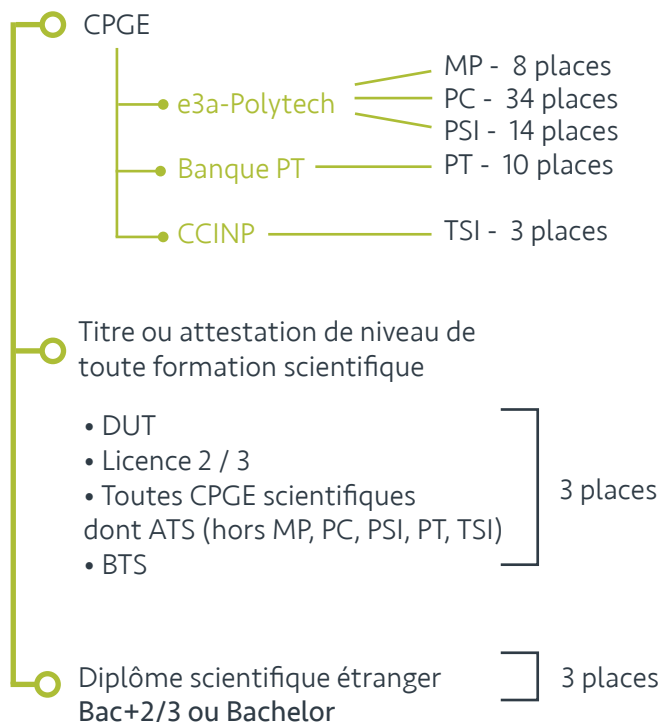 CPGE
e3a-Polytech
MP - 8 places
PC - 34 places
PSI - 14 places
Banque PT
PT - 10 places
CCINP
TSI - 3 places
Titre ou attestation de niveau de
toute formation scientifique
• DUT
• Licence 2 / 3
• Toutes CPGE scientifiques
dont ATS (hors MP, PC, PSI, PT, TSI)
• BTS
3 places
Diplôme scientifique étranger
Bac+2/3 ou Bachelor
3 places